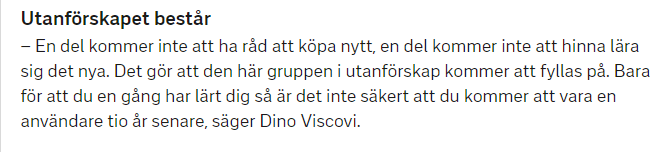 Utanförskapet består
– En del kommer inte att ha råd att köpa nytt, en del kommer inte att hinna lära
sig det nya. Det gör att den här gruppen i utanförskap kommer att fyllas på. Bara
för att du en gång har lärt dig så är det inte säkert att du kommer att vara en
användare tio år senare, säger Dino Viscovi.